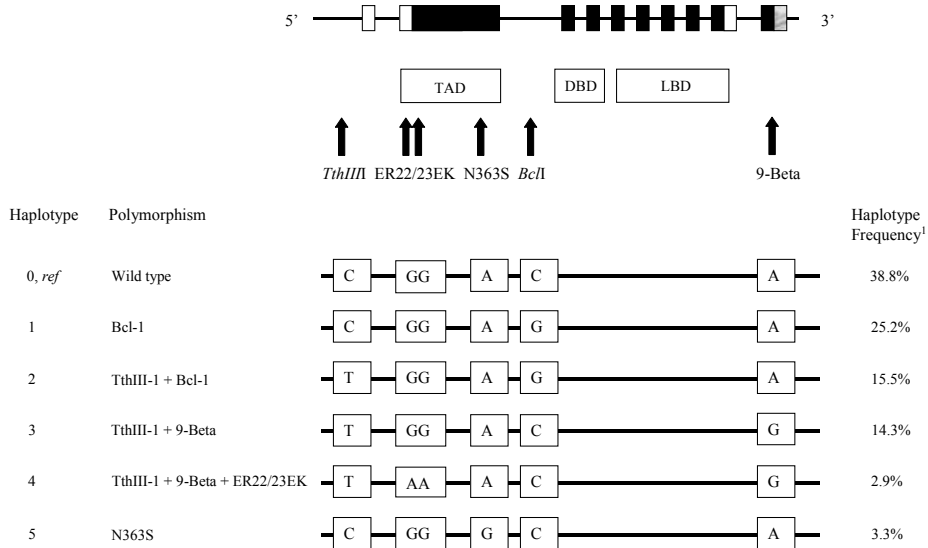 5’ 3’
TAD DBD LBD
TthIIII ER22/23EK N363S BclI 9-Beta
Haplotype Polymorphism Haplotype
Frequency1
0, ref Wild type C GG A C A 38.8%
1 Bcl-1 C GG A G A 25.2%
2 TthIII-1 + Bcl-1 T GG A G A 15.5%
3 TthIII-1 + 9-Beta T GG A C G 14.3%
4 TthIII-1 + 9-Beta + ER22/23EK T AA A C G 2.9%
5 N363S C GG G C A 3.3%